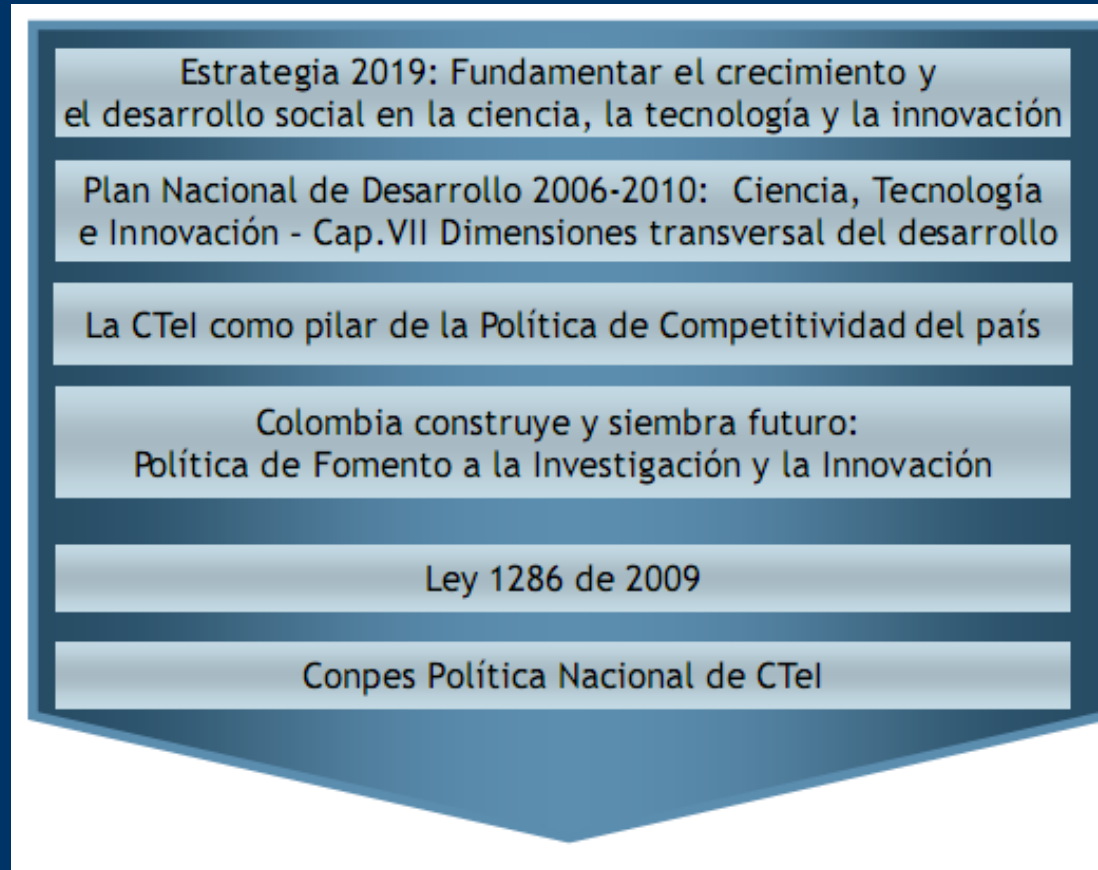 Estrategia 2019: Fundamentar el crecimiento y
el desarrollo social en la ciencia, la tecnología y la innovación
Plan Nacional de Desarrollo 2006-2010: Ciencia, Tecnología
e Innovación - Cap.VII Dimensiones transversal del desarrollo
La CTeI como pilar de la Política de Competitividad del país
Colombia construye y siembra futuro:
Política de Fomento a la Investigación y la Innovación
Ley 1286 de 2009
Conpes Política Nacional de CTeI